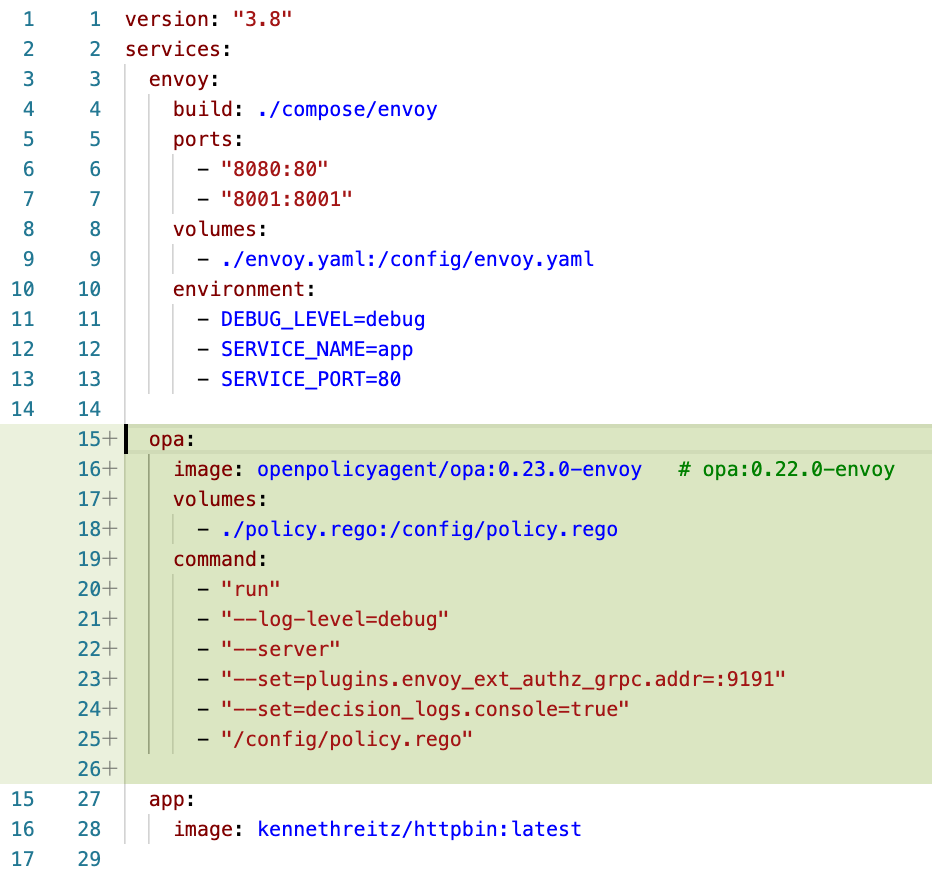 1 1 version: "3.8"
2 2 services:
3 3 envoy:
4 4 build: ./compose/envoy
5 5 ports:
6 6 - "8080:80"
7 7 - "8001:8001"
8 8 volumes:
9 9 - ./envoy.yaml:/config/envoy.yaml
10 10 environment:
11 11 - DEBUG_LEVEL=debug
12 12 - SERVICE_NAME=app
13 13 - SERVICE_PORT=80
14 14
15+ opa:
16+ image: openpolicyagent/opa:0.23.0-envoy # opa:0.22.0-envoy
17+ volumes:
18+ - ./policy.rego:/config/policy.rego
19+ command:
20+ - "run"
21+ - "--log-level=debug"
22+ - "--server"
23+ - "--set=plugins.envoy_ext_authz_grpc.addr=:9191"
24+ - "--set=decision_logs.console=true"
25+ - "/config/policy.rego"
26+
15 27 app:
16 28 image: kennethreitz/httpbin:latest
17 29